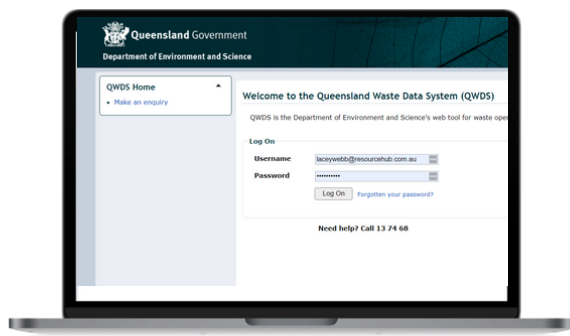 Queensland Government
Department of Environment and Science
QWDS Home
Make an enquiry
Welcome to the Queensland Waste Data System (QWDS)
QWDS is the Department of Environment and Science's web tool for waste oper
Log On
Username laceywebb@resourcehub.com.au
Password ••••••••••
Log On Forgotten your password?
Need help? Call 13 74 68